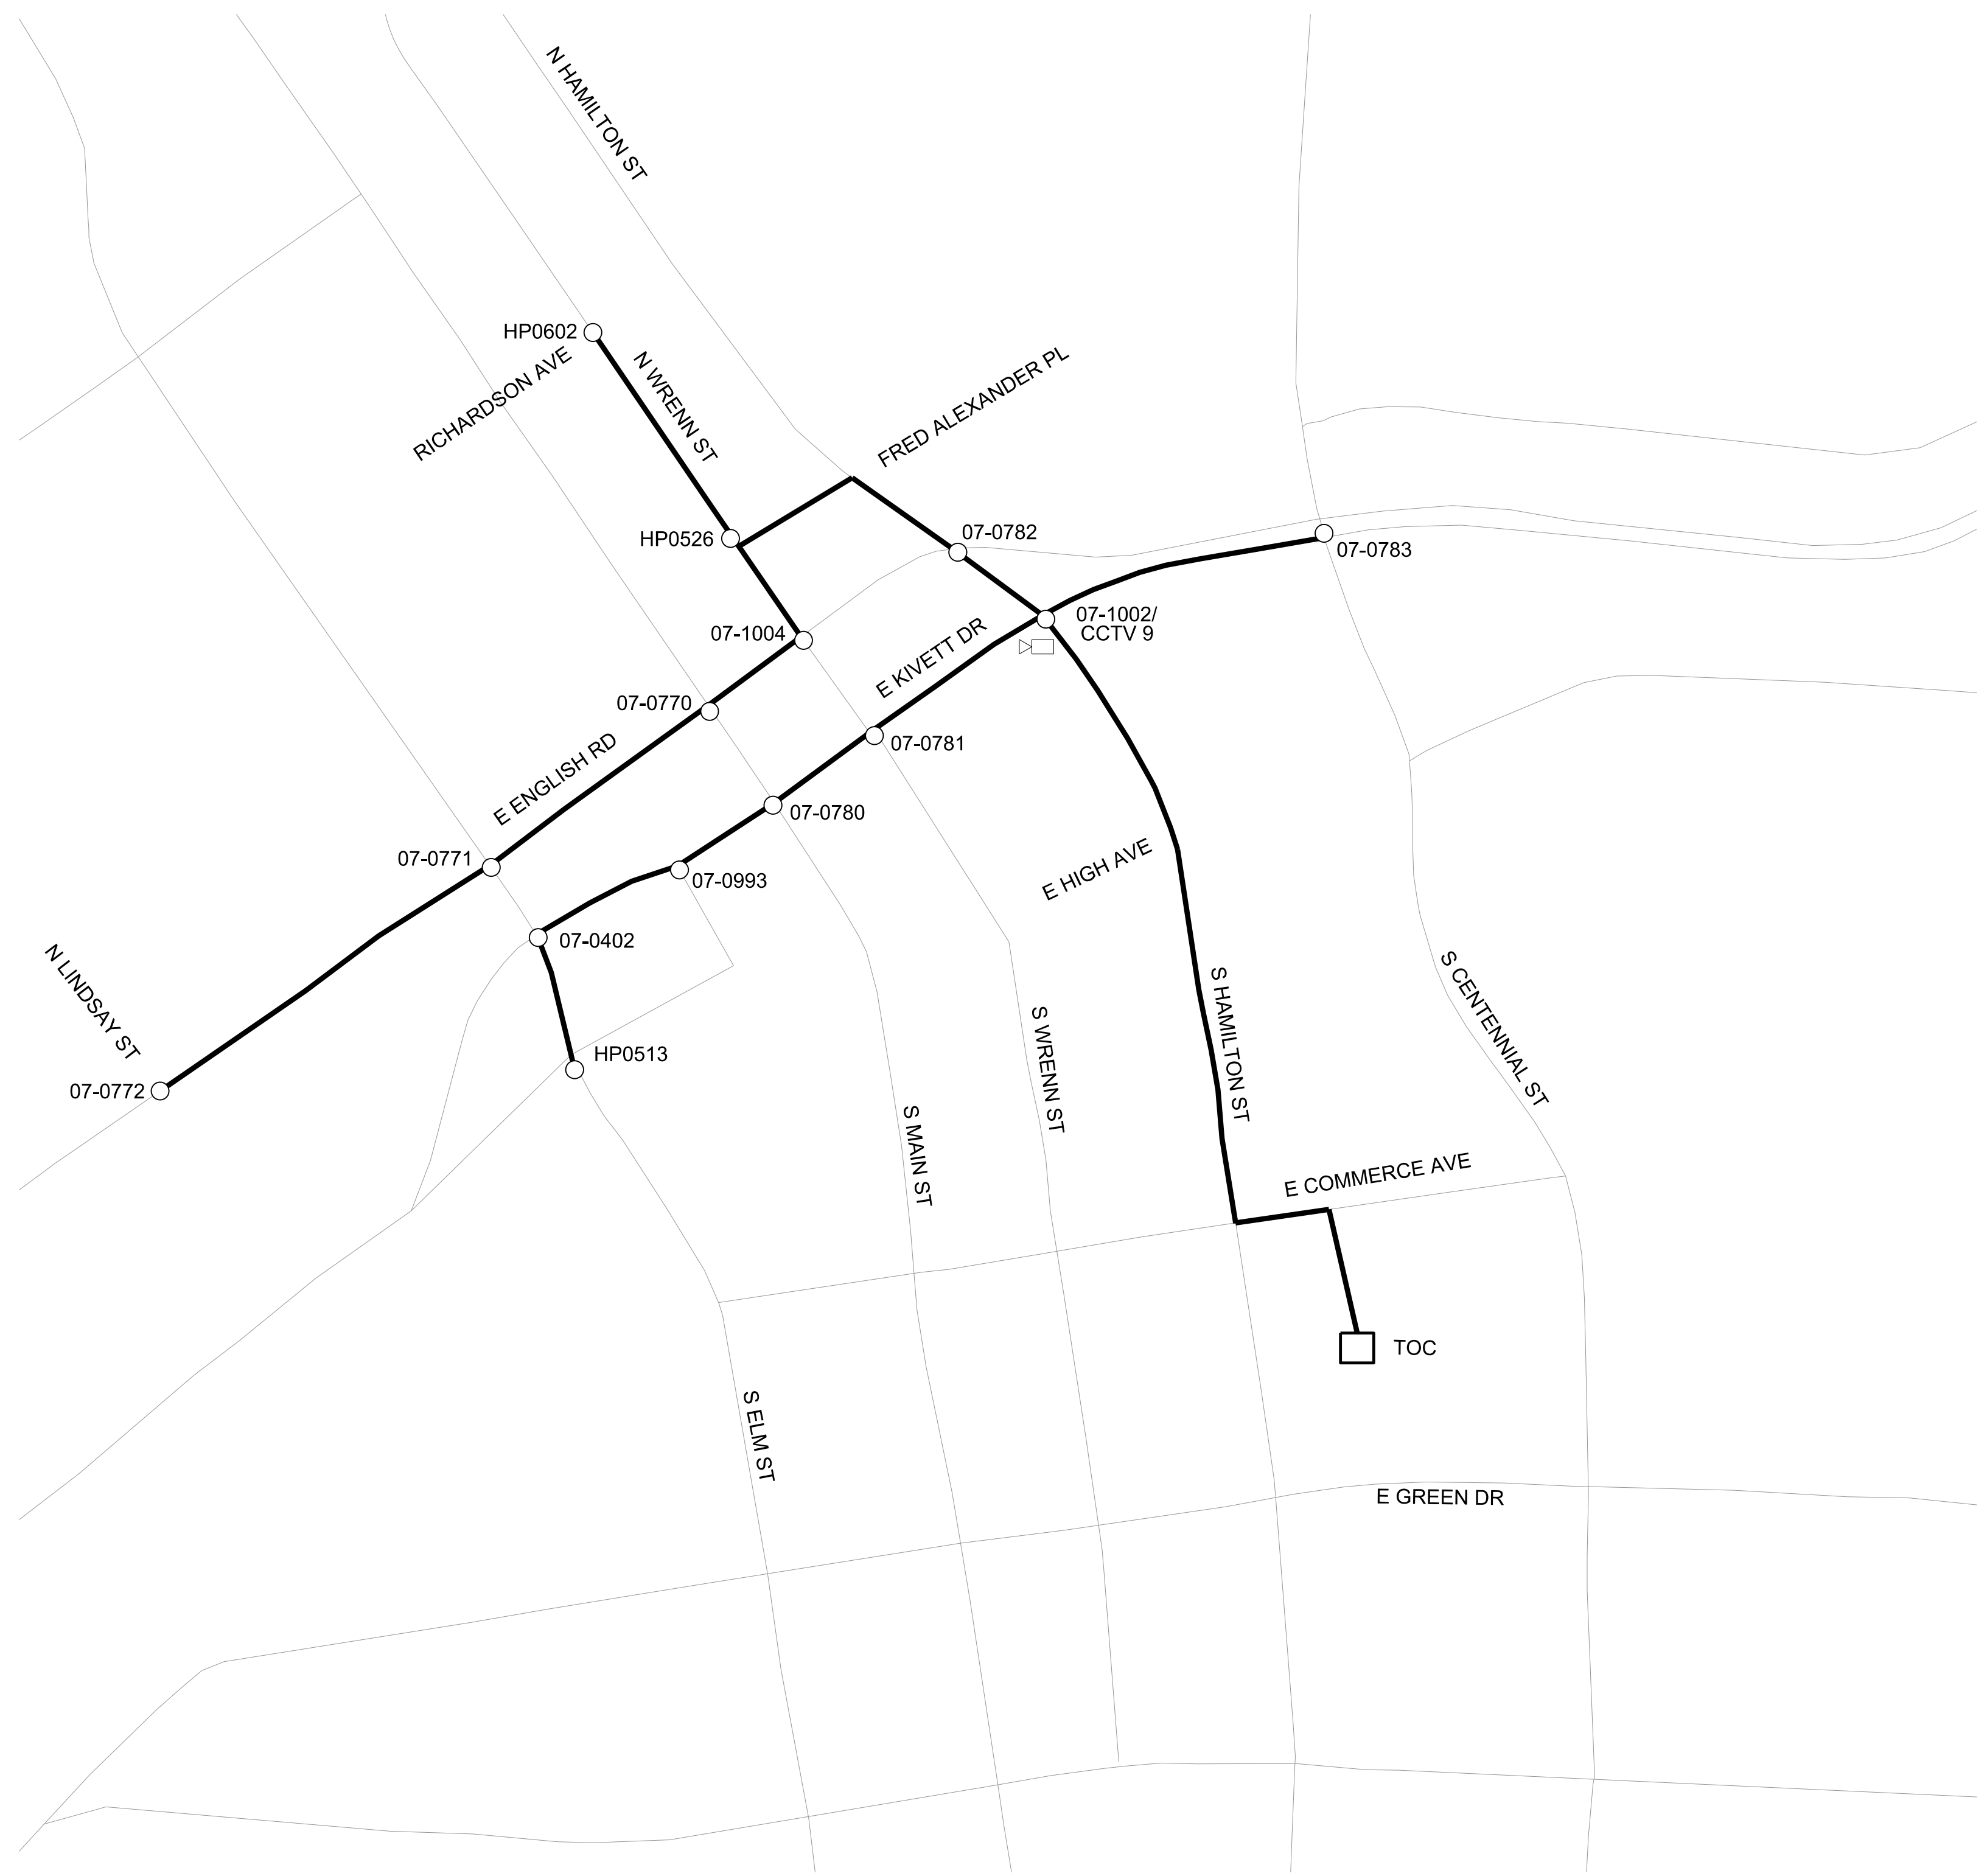 N HAMILTON ST
HP0602
RICHARDSON AVE
N WRENN ST
FRED ALEXANDER PL
HP0526
07-0782
07-0783
07-1004
07-1002/
CCTV 9
E KIVETT DR
07-0770
07-0781
E ENGLISH RD
07-0780
07-0771
07-0993
E HIGH AVE
07-0402
N LINDSAY ST
HP0513
07-0772
S HAMILTON ST
S CENTENNIAL ST
S WRENN ST
S MAIN ST
E COMMERCE AVE
TOC
S ELM ST
E GREEN DR